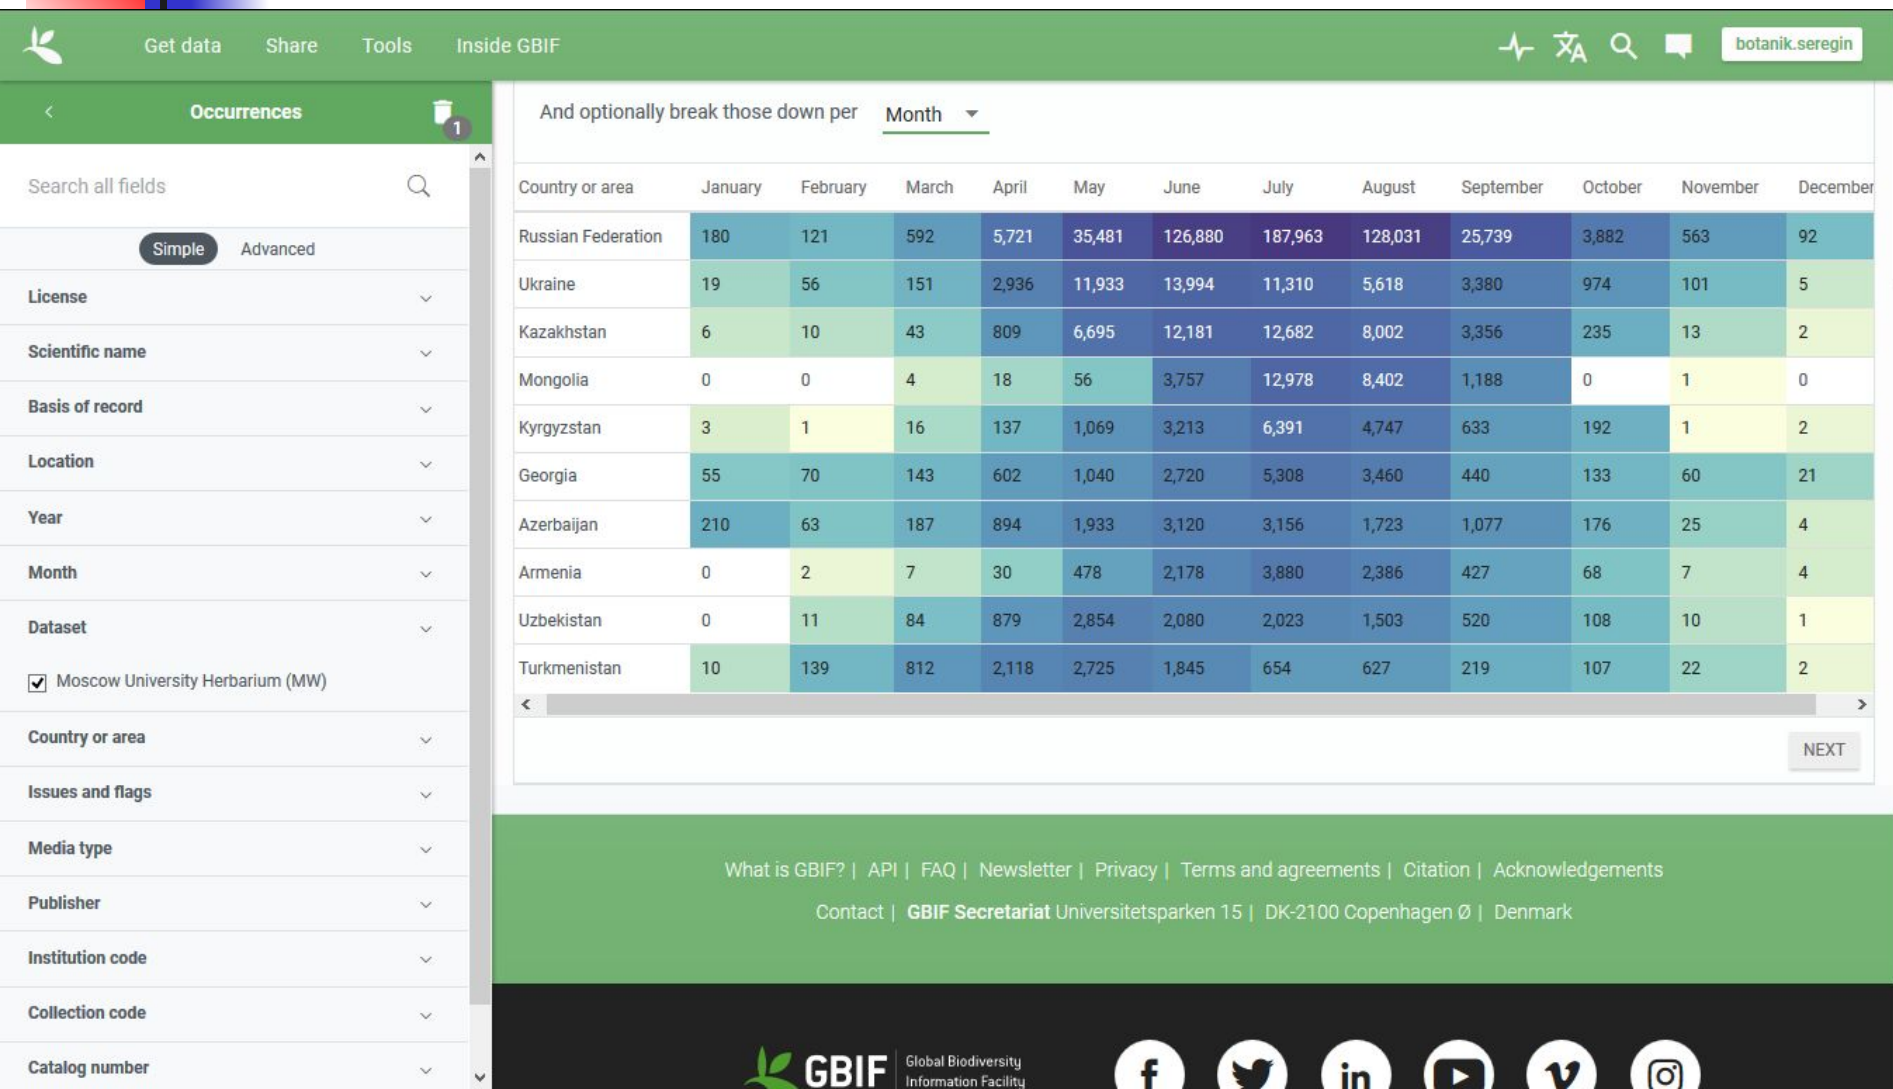 Get data Share Tools Inside GBIF botanik.seregin
Occurrences 1
And optionally break those down per Month
Search all fields
Simple Advanced
License
Scientific name
Basis of record
Location
Year
Month
Dataset
Moscow University Herbarium (MW)
Country or area
Issues and flags
Media type
Publisher
Institution code
Collection code
Catalog number
Country or area January February March April May June July August September October November December
Russian Federation 180 121 592 5,721 35,481 126,880 187,963 128,031 25,739 3,882 563 92
Ukraine 19 56 151 2,936 11,933 13,994 11,310 5,618 3,380 974 101 5
Kazakhstan 6 10 43 809 6,695 12,181 12,682 8,002 3,356 235 13 2
Mongolia 0 0 4 18 56 3,757 12,978 8,402 1,188 0 1 0
Kyrgyzstan 3 1 16 137 1,069 3,213 6,391 4,747 633 192 1 2
Georgia 55 70 143 602 1,040 2,720 5,308 3,460 440 133 60 21
Azerbaijan 210 63 187 894 1,933 3,120 3,156 1,723 1,077 176 25 4
Armenia 0 2 7 30 478 2,178 3,880 2,386 427 68 7 4
Uzbekistan 0 11 84 879 2,854 2,080 2,023 1,503 520 108 10 1
Turkmenistan 10 139 812 2,118 2,725 1,845 654 627 219 107 22 2
NEXT
What is GBIF? | API | FAQ | Newsletter | Privacy | Terms and agreements | Citation | Acknowledgements
Contact | GBIF Secretariat Universitetsparken 15 | DK-2100 Copenhagen Ø | Denmark
GBIF Global Biodiversity
Information Facility